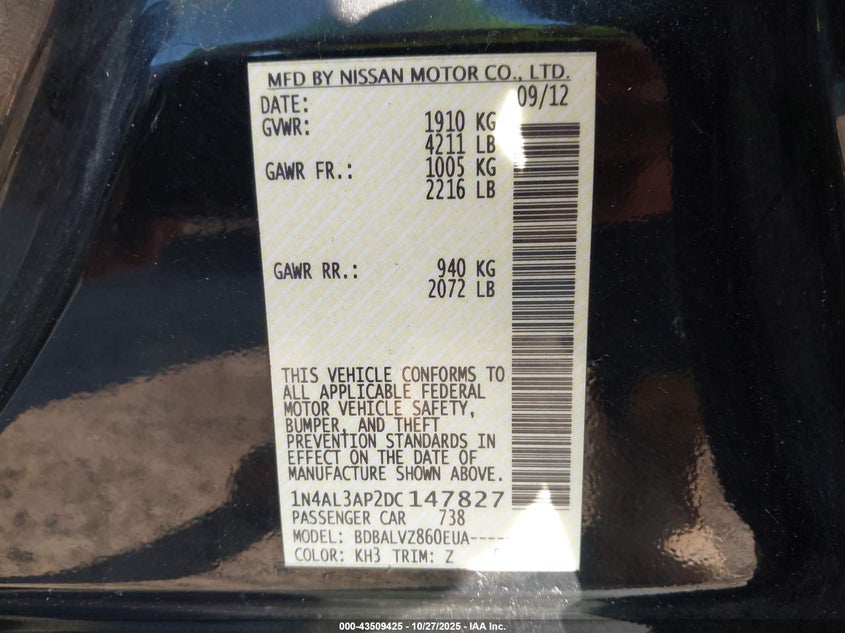 MFD BY NISSAN MOTOR CO., LTD.
DATE: 09/12
GVWR: 1910 KG
4211 LB
GAWR FR.: 1005 KG
2216 LB
GAWR RR.: 940 KG
2072 LB
THIS VEHICLE CONFORMS TO
ALL APPLICABLE FEDERAL
MOTOR VEHICLE SAFETY,
BUMPER, AND THEFT
PREVENTION STANDARDS IN
EFFECT ON THE DATE OF
MANUFACTURE SHOWN ABOVE.
1N4AL3AP2DC147827
PASSENGER CAR 738
MODEL: BDBALVZ860EUA-----
COLOR: KH3 TRIM: Z
000-43509425 - 10/27/2025 - IAA Inc.